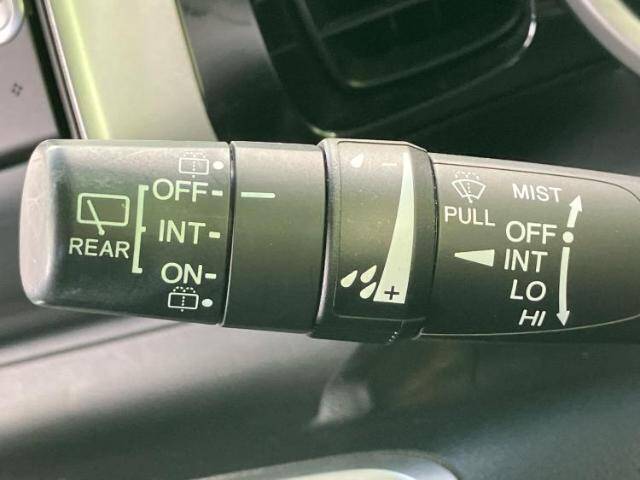 REAR
OFF
INT
ON
-
+
PULL
MIST
OFF
INT
LO
HI